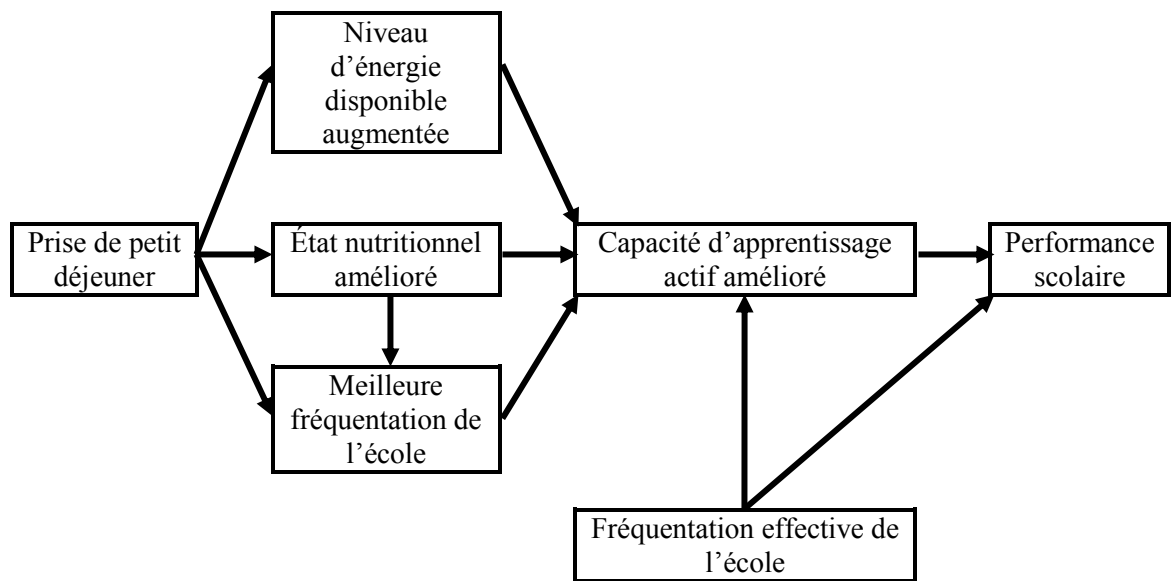 Niveau
d’énergie
disponible
augmentée
Prise de petit
déjeuner
État nutritionnel
amélioré
Capacité d’apprentissage
actif amélioré
Performance
scolaire
Meilleure
fréquentation de
l’école
Fréquentation effective de
l’école